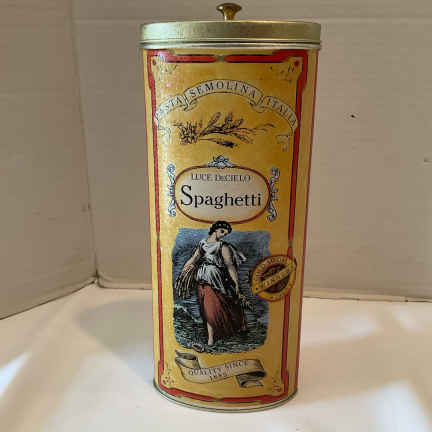 PASTA SEMOLINA ITALIA
LUCE DECIELO
Spaghetti
QUALITY SINCE